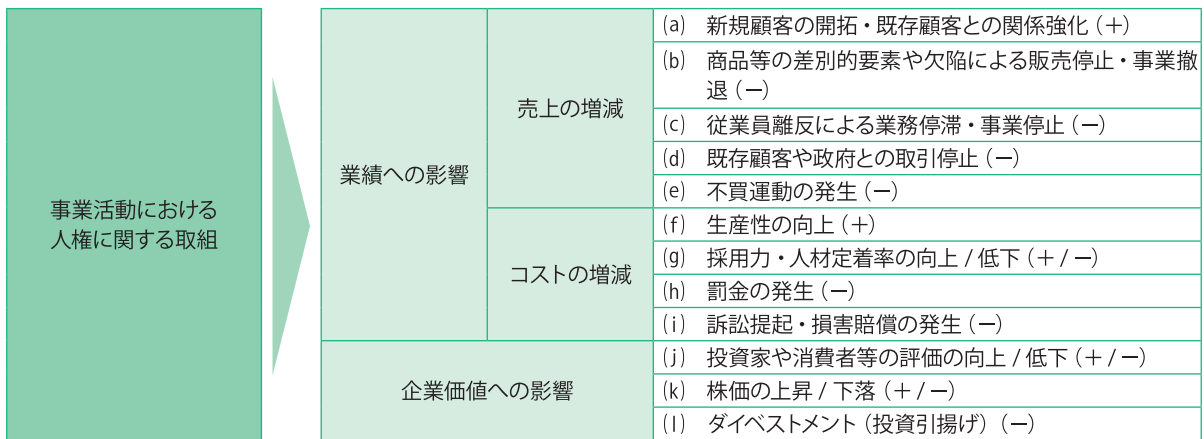 事業活動における
人権に関する取組
業績への影響
売上の増減
(a) 新規顧客の開拓・既存顧客との関係強化（＋）
(b) 商品等の差別的要素や欠陥による販売停止・事業撤
退（－）
(c) 従業員離反による業務停滞・事業停止（－）
(d) 既存顧客や政府との取引停止（－）
(e) 不買運動の発生（－）
コストの増減
(f) 生産性の向上（＋）
(g) 採用力・人材定着率の向上 / 低下（＋ / －）
(h) 罰金の発生（－）
(i) 訴訟提起・損害賠償の発生（－）
企業価値への影響
(j) 投資家や消費者等の評価の向上 / 低下（＋ / －）
(k) 株価の上昇 / 下落（＋ / －）
(l) ダイベストメント（投資引揚げ）（－）